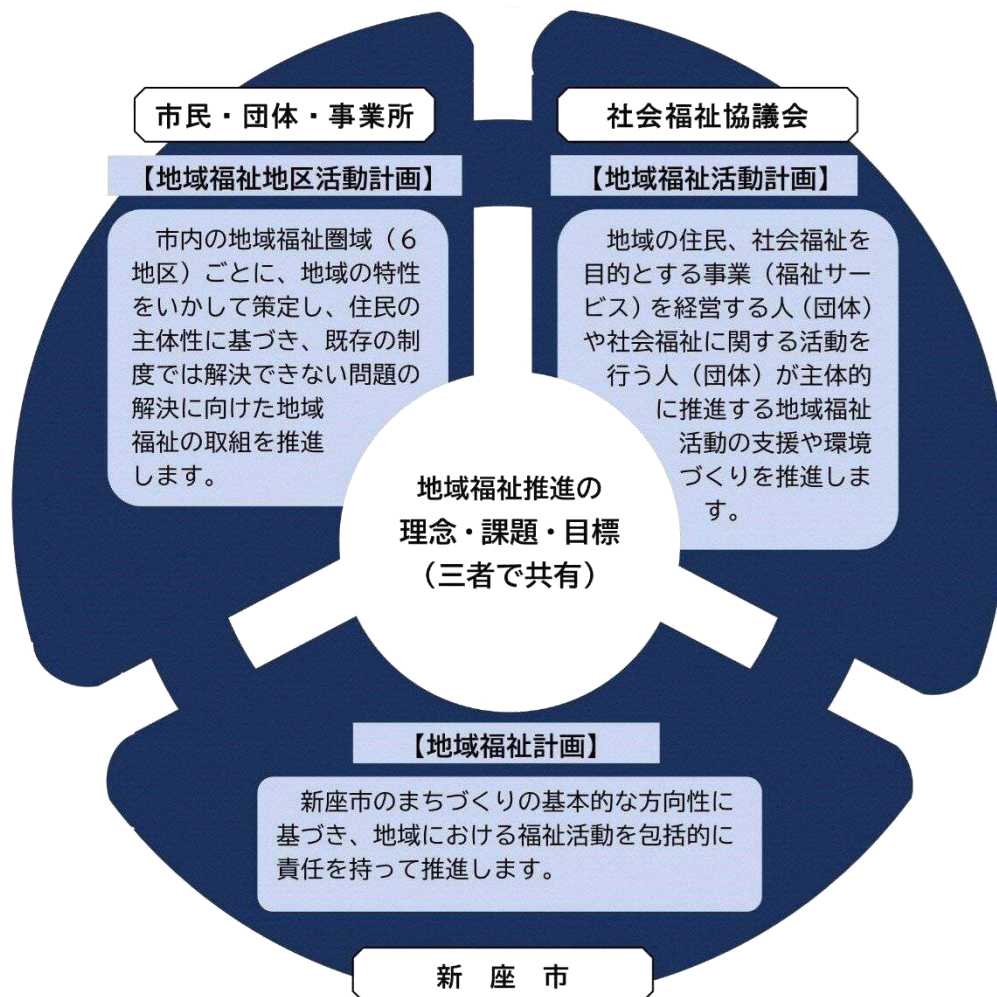 市民・団体・事業所
【地域福祉地区活動計画】
市内の地域福祉圏域（６
地区）ごとに、地域の特性
をいかして策定し、住民の
主体性に基づき、既存の制
度では解決できない問題の
解決に向けた地域
福祉の取組を推進
します。
社会福祉協議会
【地域福祉活動計画】
地域の住民、社会福祉を
目的とする事業（福祉サー
ビス）を経営する人（団体）
や社会福祉に関する活動を
行う人（団体）が主体的
に推進する地域福祉
活動の支援や環境
づくりを推進しま
す。
地域福祉推進の
理念・課題・目標
（三者で共有）
【地域福祉計画】
新座市のまちづくりの基本的な方向性に
基づき、地域における福祉活動を包括的に
責任を持って推進します。
新　座　市